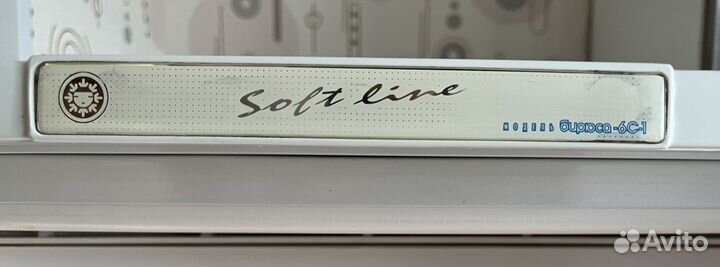 Soft line
модель бирюса-6С-1
Avito